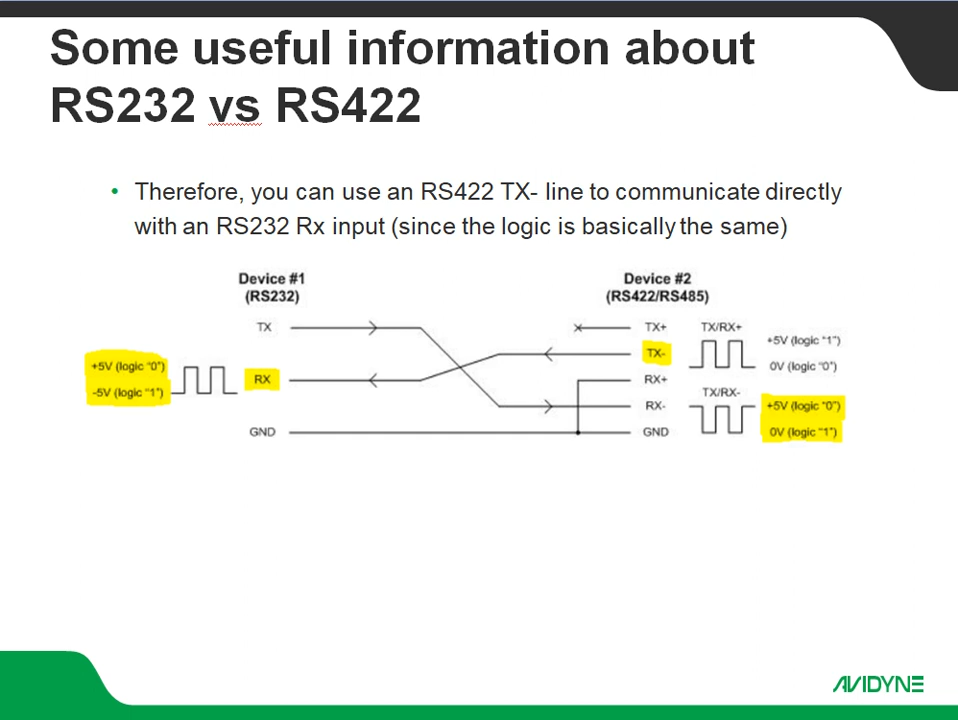 Some useful information about
RS232 vs RS422
• Therefore, you can use an RS422 TX- line to communicate directly
with an RS232 Rx input (since the logic is basically the same)
Device #1
(RS232)
Device #2
(RS422/RS485)
TX
TX+
TX/RX+
+5V (logic "1")
TX-
+5V (logic "0")
0V (logic "0")
RX
RX+
-5V (logic "1")
TX/RX-
RX-
+5V (logic "0")
GND
GND
0V (logic "1")
AVIDYNE